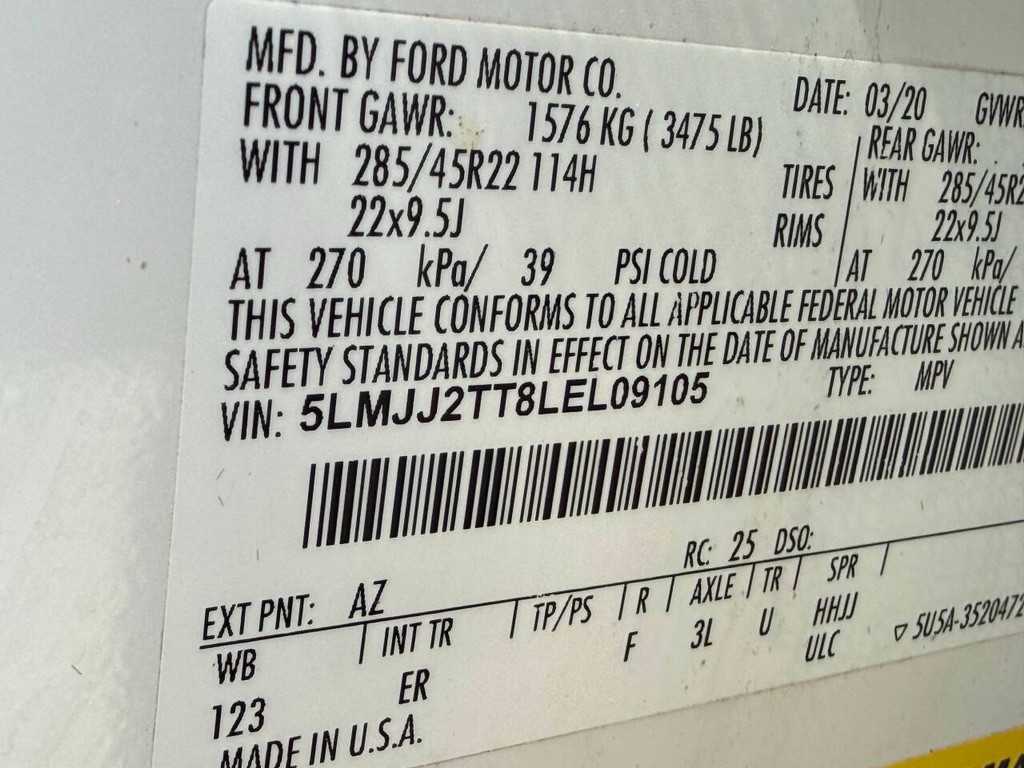 MFD. BY FORD MOTOR CO.
DATE: 03/20 GVWR
FRONT GAWR: 1576 KG ( 3475 LB)
REAR GAWR:
WITH 285/45R22 114H TIRES
WITH 285/45R2
22x9.5J RIMS
22x9.5J
AT 270 kPa/ 39 PSI COLD
AT 270 kPa/
THIS VEHICLE CONFORMS TO ALL APPLICABLE FEDERAL MOTOR VEHICLE
SAFETY STANDARDS IN EFFECT ON THE DATE OF MANUFACTURE SHOWN A
VIN: 5LMJJ2TT8LEL09105 TYPE: MPV
EXT PNT: AZ RC: 25 DSO:
WB INT TR TP/PS R AXLE TR SPR
123 ER F 3L U HHJJ
ULC
▽ 5U5A-3520472
MADE IN U.S.A.